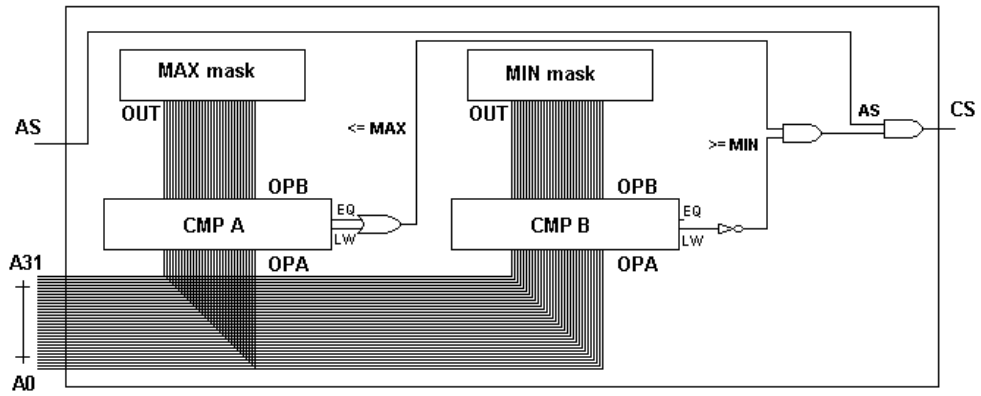 MAX mask
MIN mask
OUT
OUT
AS
<= MAX
AS
CS
>= MIN
OPB
OPB
CMP A
EQ
LW
CMP B
EQ
LW
OPA
OPA
A31
A0